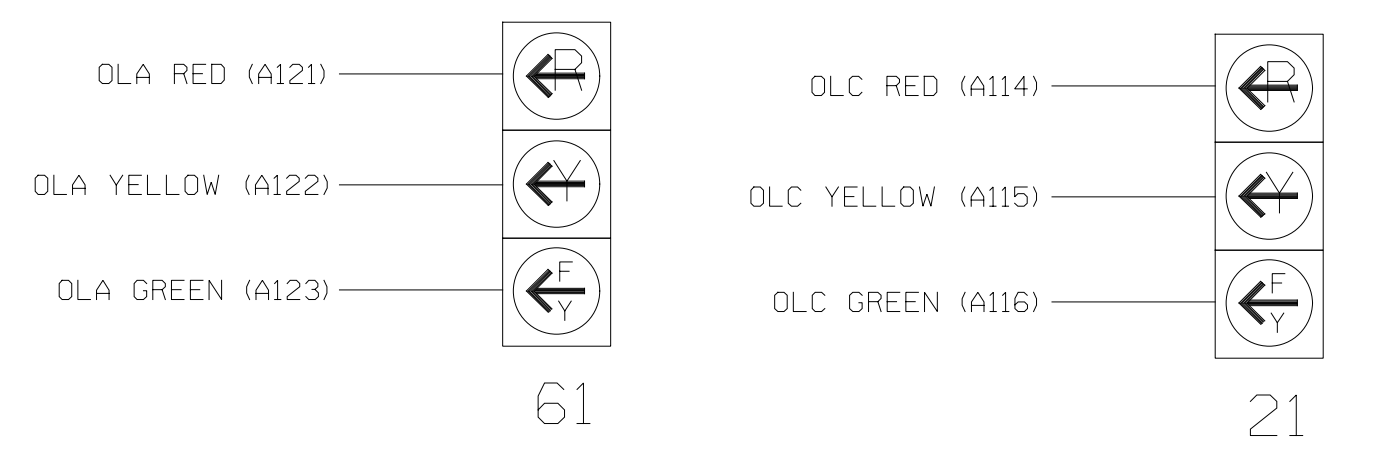 OLA RED (A121)
R
OLA YELLOW (A122)
Y
OLA GREEN (A123)
F
Y
61
OLC RED (A114)
R
OLC YELLOW (A115)
Y
OLC GREEN (A116)
F
Y
21